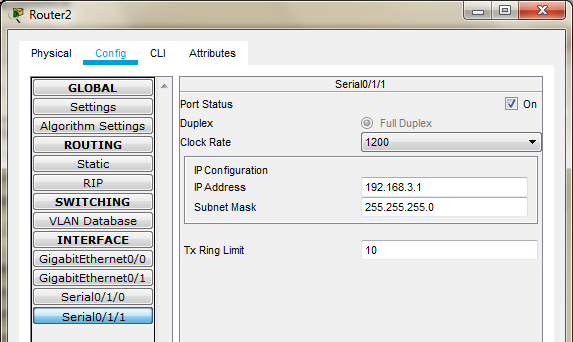 Router2
Physical Config CLI Attributes
GLOBAL
Settings
Algorithm Settings
ROUTING
Static
RIP
SWITCHING
VLAN Database
INTERFACE
GigabitEthernet0/0
GigabitEthernet0/1
Serial0/1/0
Serial0/1/1
Serial0/1/1
Port Status On
Duplex Full Duplex
Clock Rate 1200
IP Configuration
IP Address 192.168.3.1
Subnet Mask 255.255.255.0
Tx Ring Limit 10